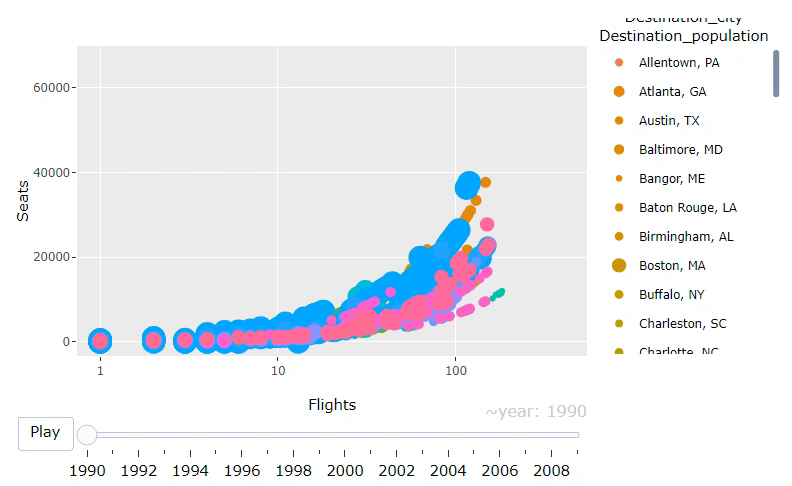 Destination_city
Destination_population
Allentown, PA
Atlanta, GA
Austin, TX
Baltimore, MD
Bangor, ME
Baton Rouge, LA
Birmingham, AL
Boston, MA
Buffalo, NY
Charleston, SC
Charlotte, NC
60000
40000
20000
0
Seats
1 10 100
Flights
~year: 1990
Play
1990 1992 1994 1996 1998 2000 2002 2004 2006 2008